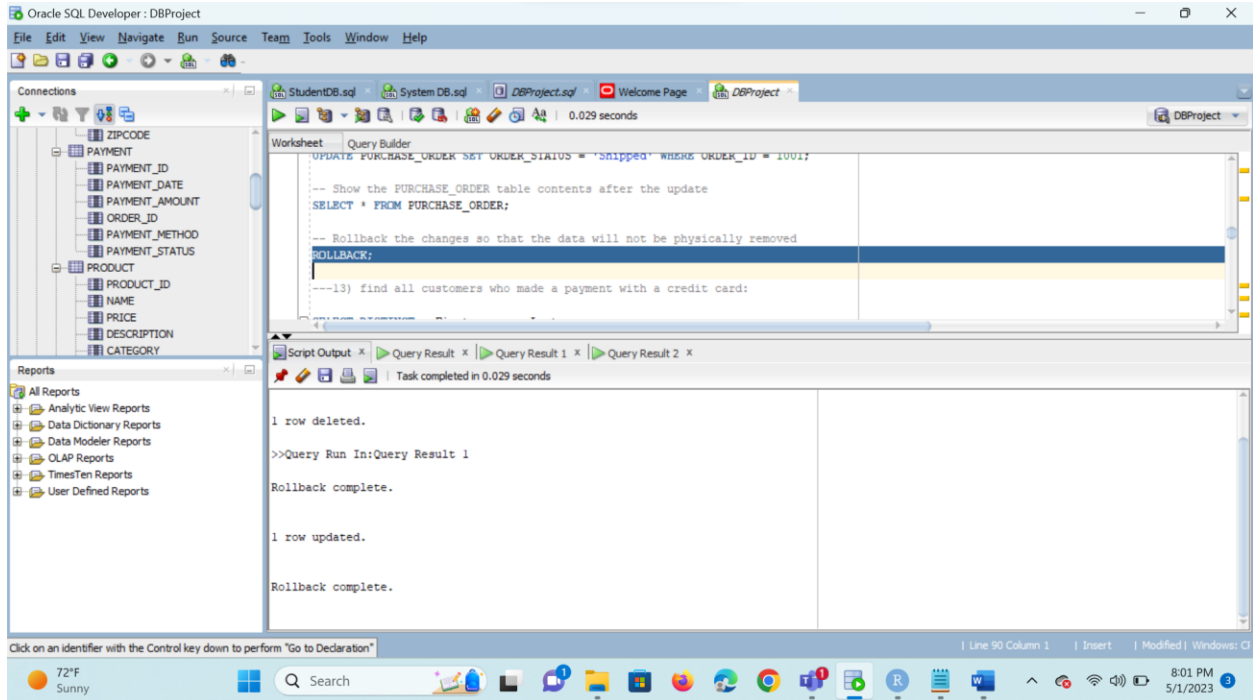 Oracle SQL Developer : DBProject
File Edit View Navigate Run Source Team Tools Window Help
Connections
ZIPCODE
PAYMENT
PAYMENT_ID
PAYMENT_DATE
PAYMENT_AMOUNT
ORDER_ID
PAYMENT_METHOD
PAYMENT_STATUS
PRODUCT
PRODUCT_ID
NAME
PRICE
DESCRIPTION
CATEGORY
Reports
All Reports
Analytic View Reports
Data Dictionary Reports
Data Modeler Reports
OLAP Reports
TimesTen Reports
User Defined Reports
StudentDB.sql System DB.sql DBProject.sql Welcome Page DBProject
0.029 seconds DBProject
Worksheet Query Builder
UPDATE PURCHASE_ORDER SET ORDER_STATUS = 'Shipped' WHERE ORDER_ID = 1001;
-- Show the PURCHASE_ORDER table contents after the update
SELECT * FROM PURCHASE_ORDER;
-- Rollback the changes so that the data will not be physically removed
ROLLBACK;
---13) find all customers who made a payment with a credit card:
Script Output Query Result Query Result 1 Query Result 2
Task completed in 0.029 seconds
1 row deleted.
>>Query Run In:Query Result 1
Rollback complete.
1 row updated.
Rollback complete.
Click on an identifier with the Control key down to perform "Go to Declaration"
Line 90 Column 1 Insert Modified Windows:
72°F
Sunny
Search
8:01 PM
5/1/2023